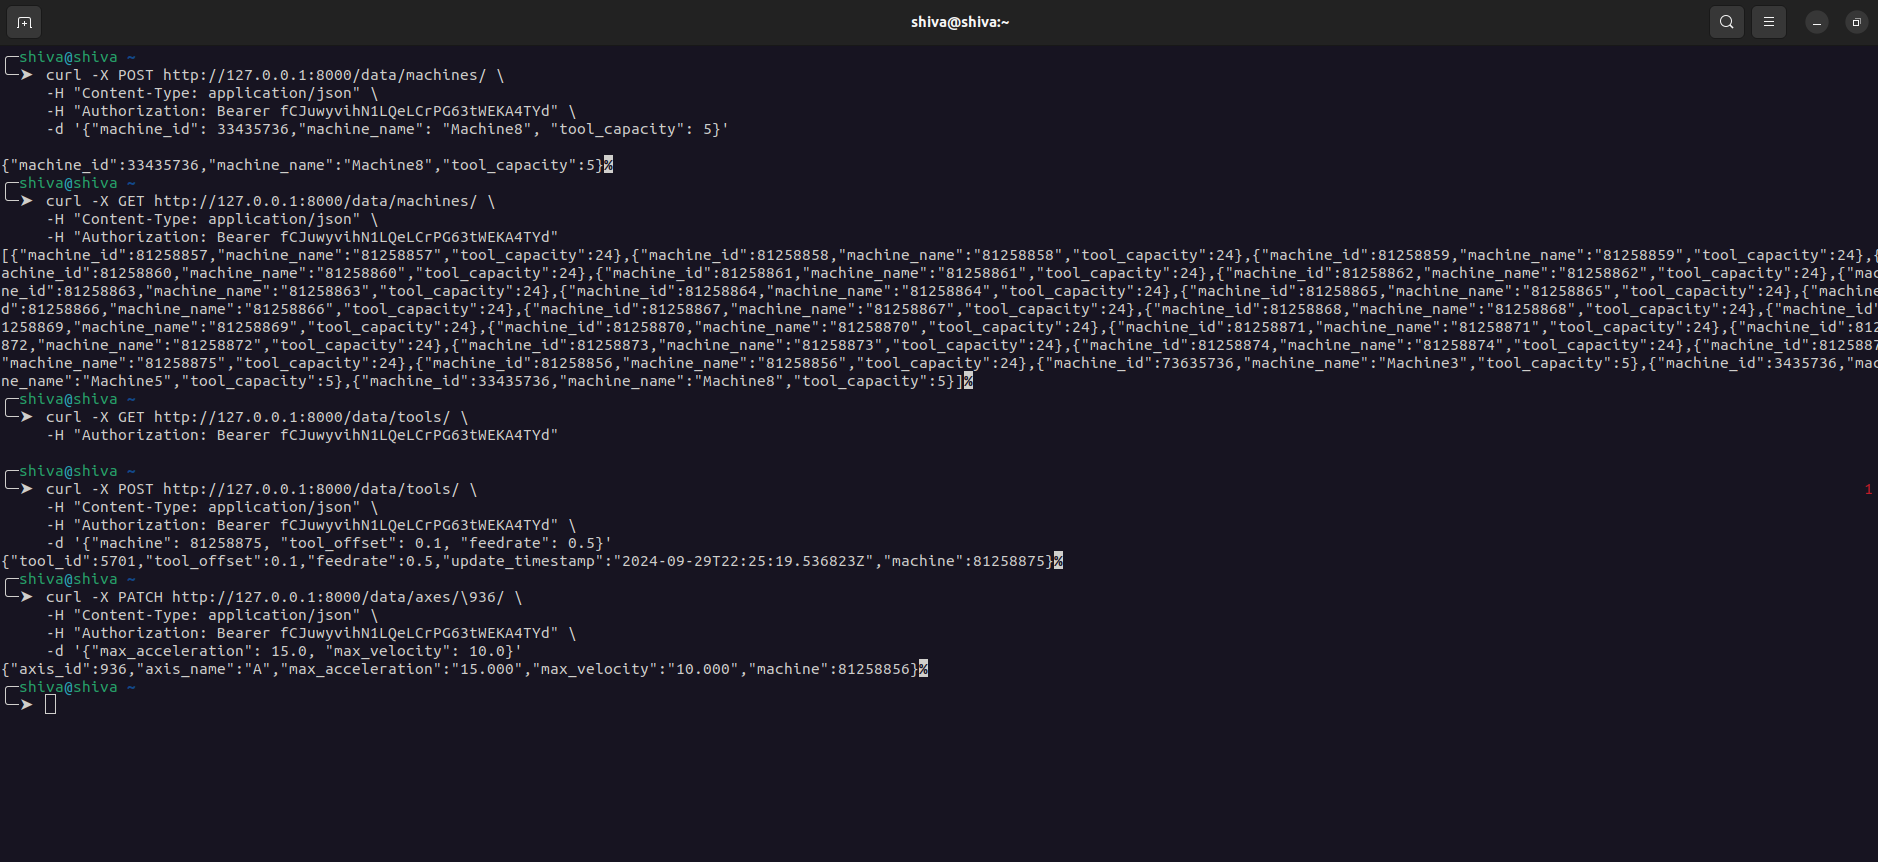 shiva@shiva:~
shiva@shiva ~
➤ curl -X POST http://127.0.0.1:8000/data/machines/ \
-H "Content-Type: application/json" \
-H "Authorization: Bearer fCJuwyvihN1LQeLCrPG63tWEKA4TYd" \
-d '{"machine_id": 33435736,"machine_name": "Machine8", "tool_capacity": 5}'
{"machine_id":33435736,"machine_name":"Machine8","tool_capacity":5}%
shiva@shiva ~
➤ curl -X GET http://127.0.0.1:8000/data/machines/ \
-H "Content-Type: application/json" \
-H "Authorization: Bearer fCJuwyvihN1LQeLCrPG63tWEKA4TYd"
[{"machine_id":81258857,"machine_name":"81258857","tool_capacity":24},{"machine_id":81258858,"machine_name":"81258858","tool_capacity":24},{"machine_id":81258859,"machine_name":"81258859","tool_capacity":24},{
achine_id":81258860,"machine_name":"81258860","tool_capacity":24},{"machine_id":81258861,"machine_name":"81258861","tool_capacity":24},{"machine_id":81258862,"machine_name":"81258862","tool_capacity":24},{"mac
ne_id":81258863,"machine_name":"81258863","tool_capacity":24},{"machine_id":81258864,"machine_name":"81258864","tool_capacity":24},{"machine_id":81258865,"machine_name":"81258865","tool_capacity":24},{"machine
d":81258866,"machine_name":"81258866","tool_capacity":24},{"machine_id":81258867,"machine_name":"81258867","tool_capacity":24},{"machine_id":81258868,"machine_name":"81258868","tool_capacity":24},{"machine_id"
1258869,"machine_name":"81258869","tool_capacity":24},{"machine_id":81258870,"machine_name":"81258870","tool_capacity":24},{"machine_id":81258871,"machine_name":"81258871","tool_capacity":24},{"machine_id":812
872,"machine_name":"81258872","tool_capacity":24},{"machine_id":81258873,"machine_name":"81258873","tool_capacity":24},{"machine_id":81258874,"machine_name":"81258874","tool_capacity":24},{"machine_id":8125887
"machine_name":"81258875","tool_capacity":24},{"machine_id":81258856,"machine_name":"81258856","tool_capacity":24},{"machine_id":73635736,"machine_name":"Machine3","tool_capacity":5},{"machine_id":3435736,"mac
ne_name":"Machine5","tool_capacity":5},{"machine_id":33435736,"machine_name":"Machine8","tool_capacity":5}]%
shiva@shiva ~
➤ curl -X GET http://127.0.0.1:8000/data/tools/ \
-H "Authorization: Bearer fCJuwyvihN1LQeLCrPG63tWEKA4TYd"
shiva@shiva ~
➤ curl -X POST http://127.0.0.1:8000/data/tools/ \ 1
-H "Content-Type: application/json" \
-H "Authorization: Bearer fCJuwyvihN1LQeLCrPG63tWEKA4TYd" \
-d '{"machine": 81258875, "tool_offset": 0.1, "feedrate": 0.5}'
{"tool_id":5701,"tool_offset":0.1,"feedrate":0.5,"update_timestamp":"2024-09-29T22:25:19.536823Z","machine":81258875}%
shiva@shiva ~
➤ curl -X PATCH http://127.0.0.1:8000/data/axes/\936/ \
-H "Content-Type: application/json" \
-H "Authorization: Bearer fCJuwyvihN1LQeLCrPG63tWEKA4TYd" \
-d '{"max_acceleration": 15.0, "max_velocity": 10.0}'
{"axis_id":936,"axis_name":"A","max_acceleration":"15.000","max_velocity":"10.000","machine":81258856}%
shiva@shiva ~
➤